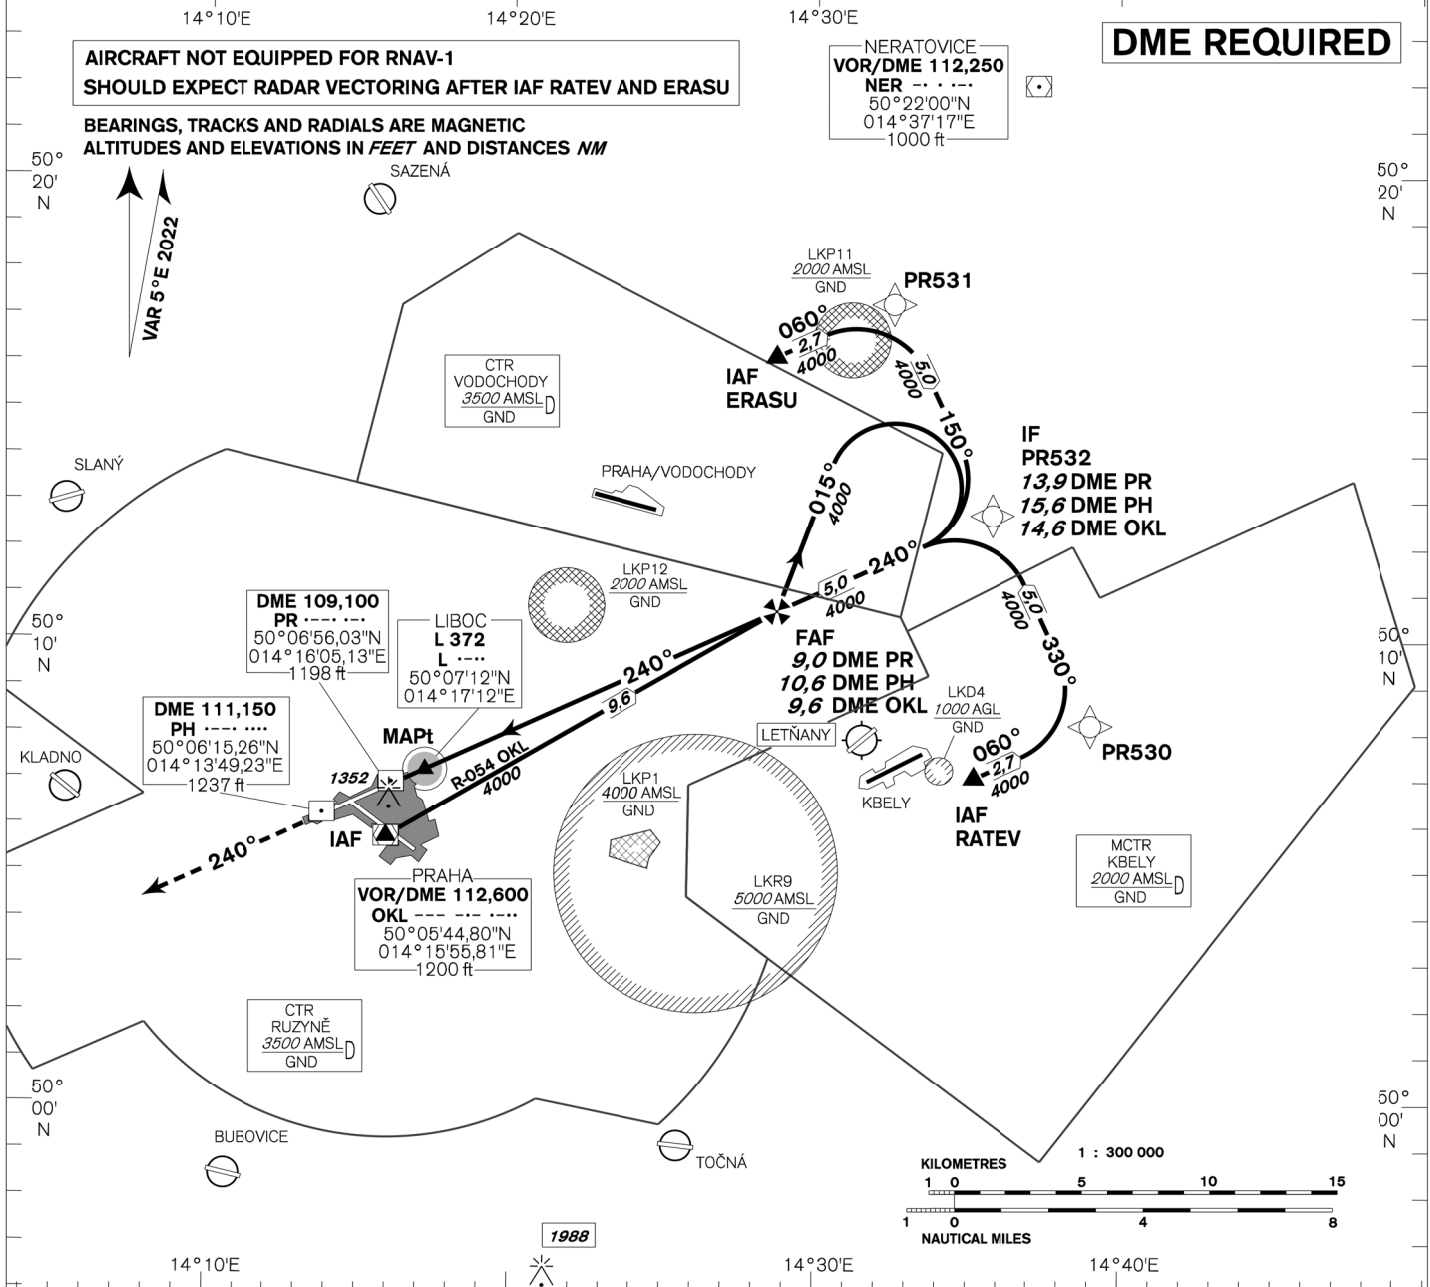 14°10'E
14°20'E
14°30'E
DME REQUIRED
AIRCRAFT NOT EQUIPPED FOR RNAV-1
SHOULD EXPECT RADAR VECTORING AFTER IAF RATEV AND ERASU
NERATOVICE
VOR/DME 112,250
NER −· · ·−·
50°22'00"N
014°37'17"E
1000 ft
BEARINGS, TRACKS AND RADIALS ARE MAGNETIC
ALTITUDES AND ELEVATIONS IN FEET AND DISTANCES NM
50°
20'
N
50°
20'
N
SAZENÁ
VAR 5°E 2022
LKP11
2000 AMSL
GND
PR531
060°
2,7
4000
IAF
ERASU
5,0
4000
150°
CTR
VODOCHODY
3500 AMSL D
GND
IF
PR532
13,9 DME PR
15,6 DME PH
14,6 DME OKL
SLANÝ
PRAHA/VODOCHODY
015°
4000
240°
5,0
4000
LKP12
2000 AMSL
GND
5,0
4000
330°
DME 109,100
PR ·−−· ·−·
50°06'56,03"N
014°16'05,13"E
1198 ft
LIBOC
L 372
L ·−··
50°07'12"N
014°17'12"E
50°
10'
N
50°
10'
N
FAF
9,0 DME PR
10,6 DME PH
9,6 DME OKL
240°
9,6
LKD4
1000 AGL
GND
DME 111,150
PH ·−−· ····
50°06'15,26"N
014°13'49,23"E
1237 ft
MAPt
LETŇANY
060°
2,7
4000
PR530
KLADNO
1352
R-054 OKL
4000
LKP1
4000 AMSL
GND
KBELY
IAF
RATEV
IAF
240°
MCTR
KBELY
2000 AMSL D
GND
PRAHA
VOR/DME 112,600
OKL −−− −·− ·−··
50°05'44,80"N
014°15'55,81"E
1200 ft
LKR9
5000 AMSL
GND
CTR
RUZYNĚ
3500 AMSL D
GND
50°
00'
N
50°
00'
N
TOČNÁ
1 : 300 000
KILOMETRES
1 0 5 10 15
1 0 4 8
NAUTICAL MILES
1988
14°10'E
14°30'E
14°40'E